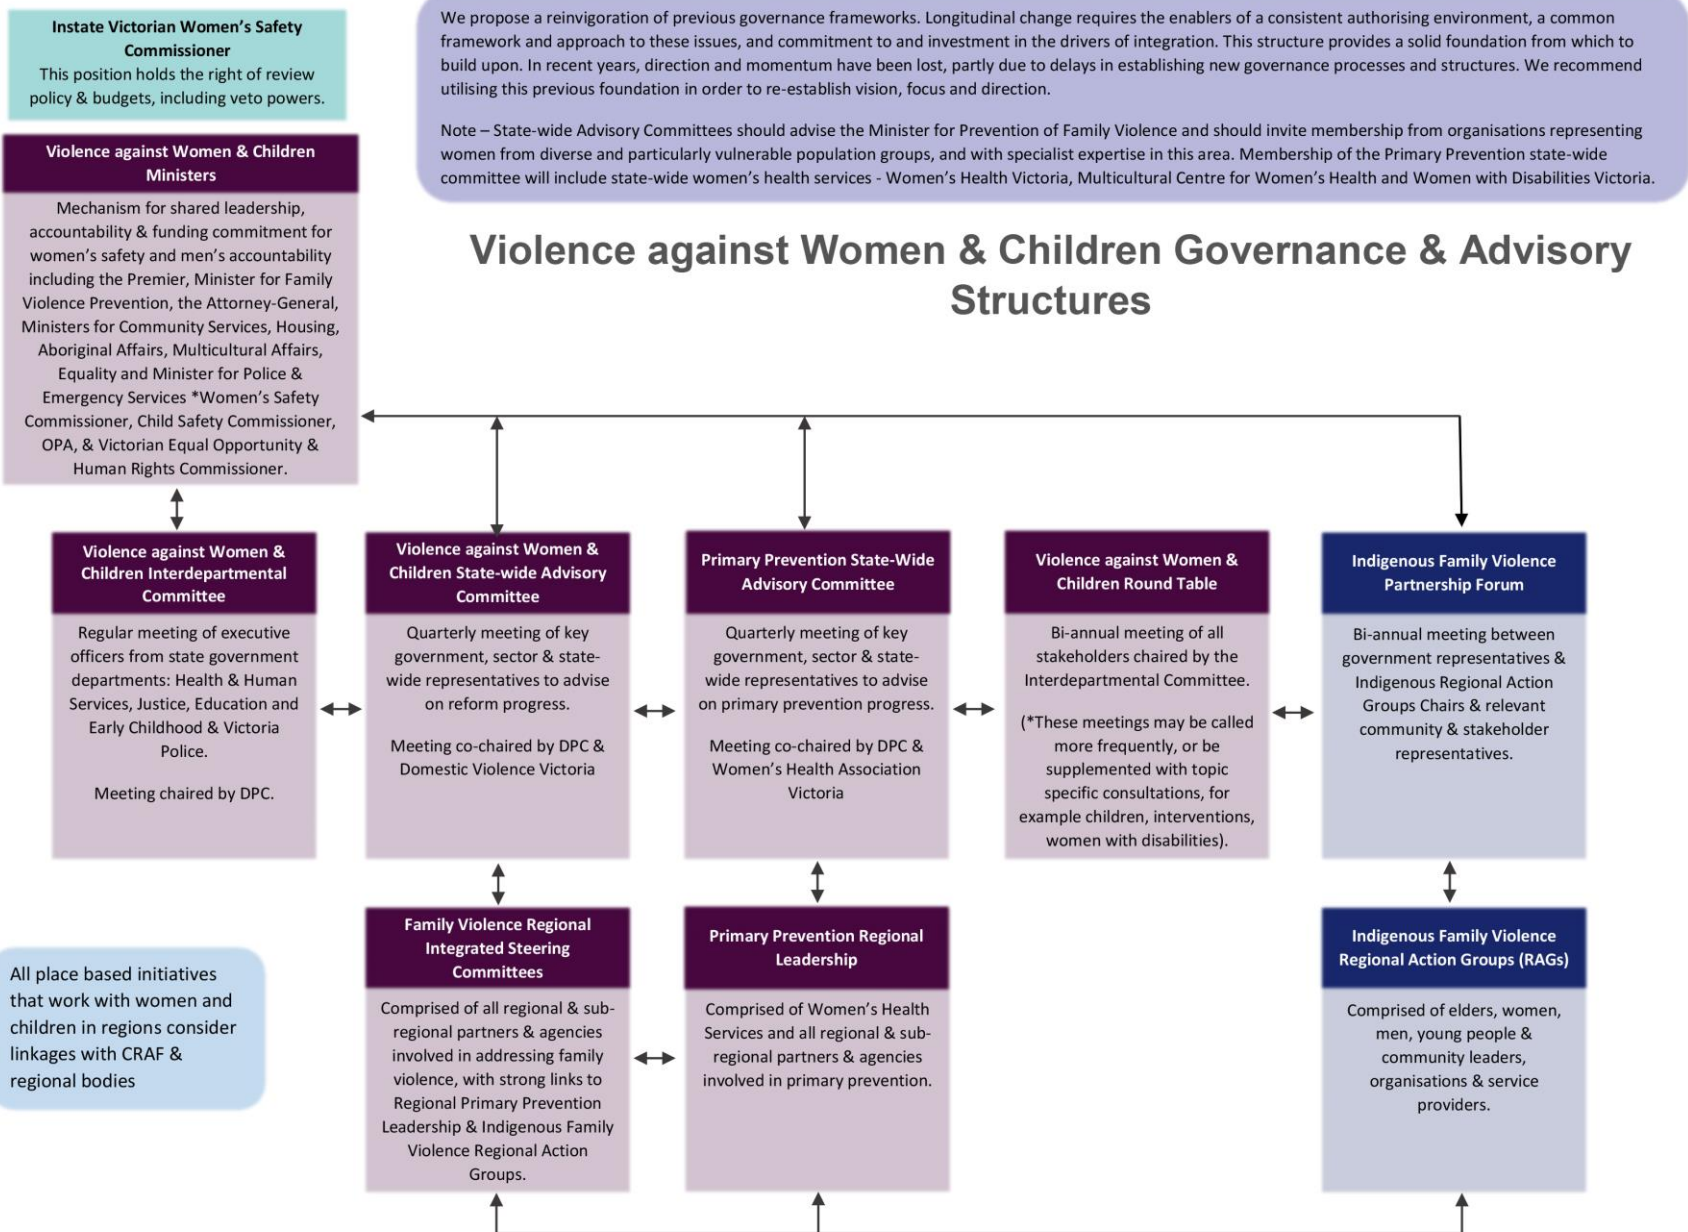 Instate Victorian Women's Safety
Commissioner
This position holds the right of review
policy & budgets, including veto powers.
We propose a reinvigoration of previous governance frameworks. Longitudinal change requires the enablers of a consistent authorising environment, a common
framework and approach to these issues, and commitment to and investment in the drivers of integration. This structure provides a solid foundation from which to
build upon. In recent years, direction and momentum have been lost, partly due to delays in establishing new governance processes and structures. We recommend
utilising this previous foundation in order to re-establish vision, focus and direction.
Note – State-wide Advisory Committees should advise the Minister for Prevention of Family Violence and should invite membership from organisations representing
women from diverse and particularly vulnerable population groups, and with specialist expertise in this area. Membership of the Primary Prevention state-wide
committee will include state-wide women's health services - Women's Health Victoria, Multicultural Centre for Women's Health and Women with Disabilities Victoria.
Violence against Women & Children Governance & Advisory
Structures
Violence against Women & Children
Ministers
Mechanism for shared leadership,
accountability & funding commitment for
women's safety and men's accountability
including the Premier, Minister for Family
Violence Prevention, the Attorney-General,
Ministers for Community Services, Housing,
Aboriginal Affairs, Multicultural Affairs,
Equality and Minister for Police &
Emergency Services *Women's Safety
Commissioner, Child Safety Commissioner,
OPA, & Victorian Equal Opportunity &
Human Rights Commissioner.
Violence against Women &
Children Interdepartmental
Committee
Regular meeting of executive
officers from state government
departments: Health & Human
Services, Justice, Education and
Early Childhood & Victoria
Police.
Meeting chaired by DPC.
Violence against Women &
Children State-wide Advisory
Committee
Quarterly meeting of key
government, sector & state-
wide representatives to advise
on reform progress.
Meeting co-chaired by DPC &
Domestic Violence Victoria
Primary Prevention State-Wide
Advisory Committee
Quarterly meeting of key
government, sector & state-
wide representatives to advise
on primary prevention progress.
Meeting co-chaired by DPC &
Women's Health Association
Victoria
Violence against Women &
Children Round Table
Bi-annual meeting of all
stakeholders chaired by the
Interdepartmental Committee.
(*These meetings may be called
more frequently, or be
supplemented with topic
specific consultations, for
example children, interventions,
women with disabilities).
Indigenous Family Violence
Partnership Forum
Bi-annual meeting between
government representatives &
Indigenous Regional Action
Groups Chairs & relevant
community & stakeholder
representatives.
All place based initiatives
that work with women and
children in regions consider
linkages with CRAF &
regional bodies
Family Violence Regional
Integrated Steering
Committees
Comprised of all regional & sub-
regional partners & agencies
involved in addressing family
violence, with strong links to
Regional Primary Prevention
Leadership & Indigenous Family
Violence Regional Action
Groups.
Primary Prevention Regional
Leadership
Comprised of Women's Health
Services and all regional & sub-
regional partners & agencies
involved in primary prevention.
Indigenous Family Violence
Regional Action Groups (RAGs)
Comprised of elders, women,
men, young people &
community leaders,
organisations & service
providers.